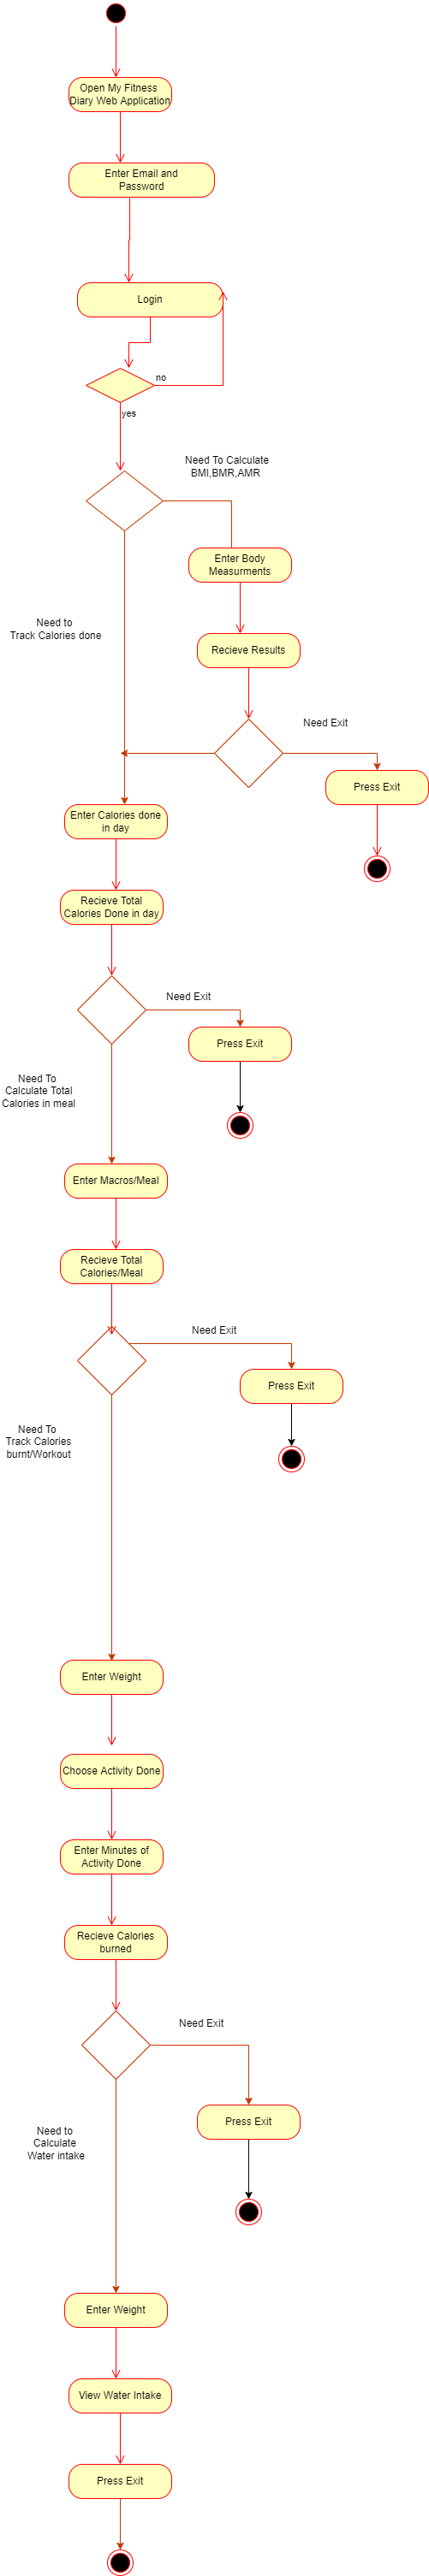 Open My Fitness
Diary Web Application
Enter Email and
Password
Login
no
yes
Need To Calculate
BMI,BMR,AMR
Enter Body
Measurments
Need to
Track Calories done
Recieve Results
Need Exit
Press Exit
Enter Calories done
in day
Recieve Total
Calories Done in day
Need Exit
Press Exit
Need To
Calculate Total
Calories in meal
Enter Macros/Meal
Recieve Total
Calories/Meal
Need Exit
Press Exit
Need To
Track Calories
burnt/Workout
Enter Weight
Choose Activity Done
Enter Minutes of
Activity Done
Recieve Calories
burned
Need Exit
Press Exit
Need to
Calculate
Water intake
Enter Weight
View Water Intake
Press Exit